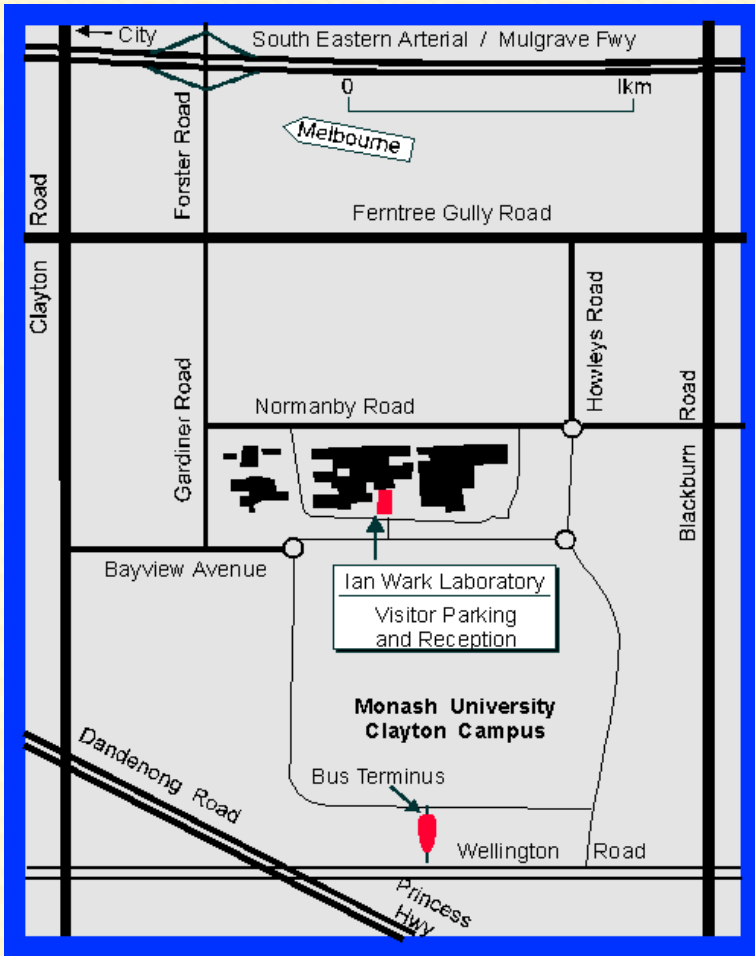 City
South Eastern Arterial / Mulgrave Fwy
0 1km
Melbourne
Forster Road
Clayton Road
Ferntree Gully Road
Howleys Road
Normanby Road
Gardiner Road
Blackburn Road
Bayview Avenue
Ian Wark Laboratory
Visitor Parking
and Reception
Monash University
Clayton Campus
Dandenong Road
Bus Terminus
Wellington Road
Princess
Hwy